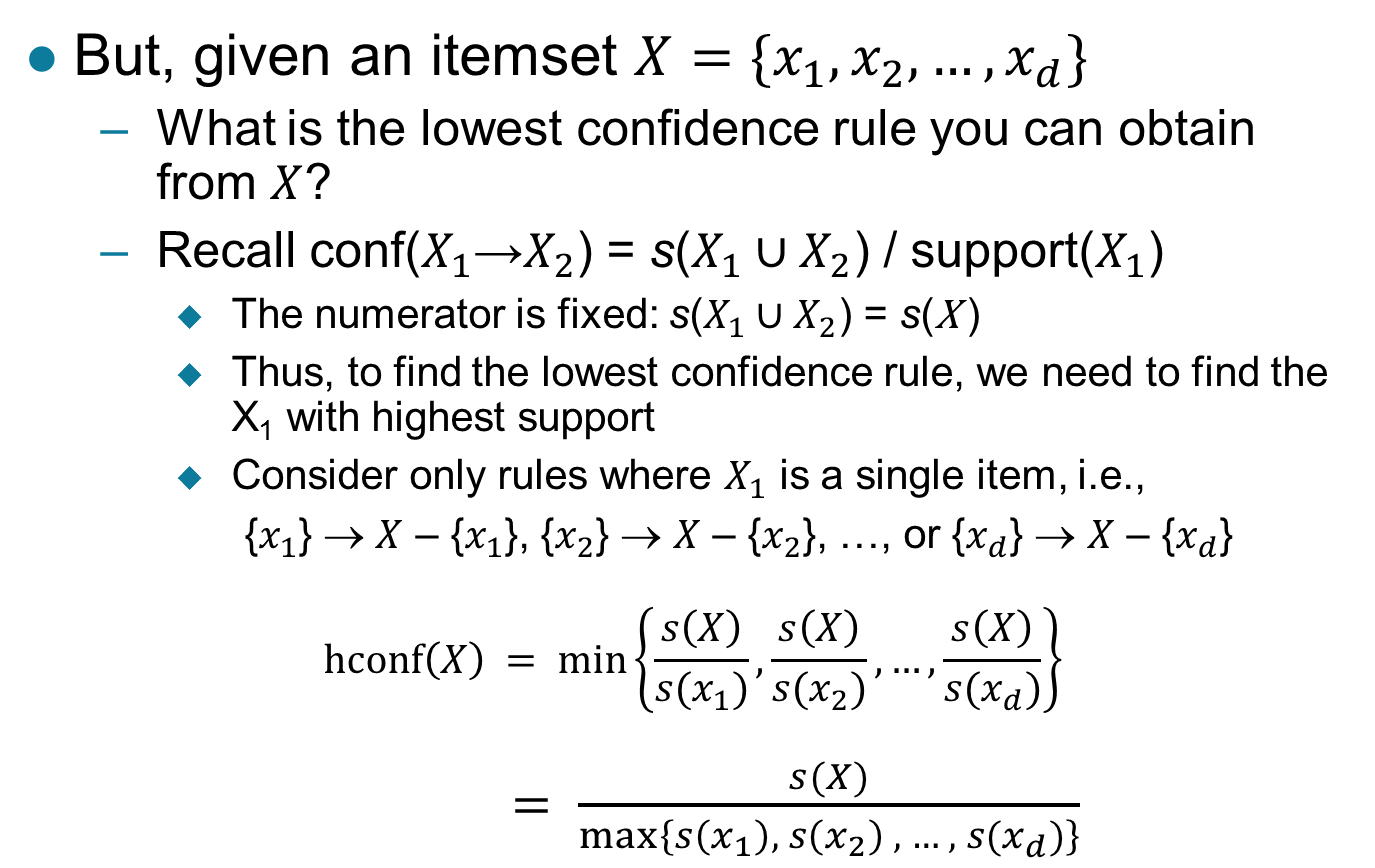 ● But, given an itemset X = {x₁, x₂, … , x_d}
– What is the lowest confidence rule you can obtain
from X?
– Recall conf(X₁→X₂) = s(X₁ ∪ X₂) / support(X₁)
◆ The numerator is fixed: s(X₁ ∪ X₂) = s(X)
◆ Thus, to find the lowest confidence rule, we need to find the
X₁ with highest support
◆ Consider only rules where X₁ is a single item, i.e.,
{x₁} → X – {x₁}, {x₂} → X – {x₂}, …, or {x_d} → X – {x_d}
hconf(X) = min{s(X)/s(x₁), s(X)/s(x₂), … , s(X)/s(x_d)}
= s(X)/max{s(x₁), s(x₂) , … , s(x_d)}